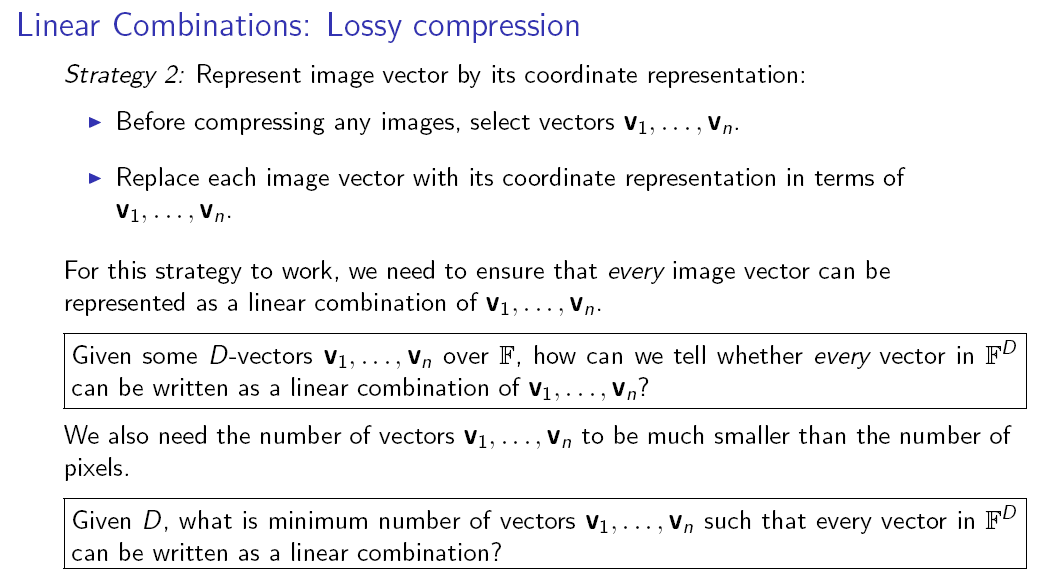 Linear Combinations: Lossy compression
Strategy 2: Represent image vector by its coordinate representation:
▶ Before compressing any images, select vectors v₁, . . . , vₙ.
▶ Replace each image vector with its coordinate representation in terms of
v₁, . . . , vₙ.
For this strategy to work, we need to ensure that every image vector can be
represented as a linear combination of v₁, . . . , vₙ.
Given some D-vectors v₁, . . . , vₙ over 𝔽, how can we tell whether every vector in 𝔽ᴰ
can be written as a linear combination of v₁, . . . , vₙ?
We also need the number of vectors v₁, . . . , vₙ to be much smaller than the number of
pixels.
Given D, what is minimum number of vectors v₁, . . . , vₙ such that every vector in 𝔽ᴰ
can be written as a linear combination?